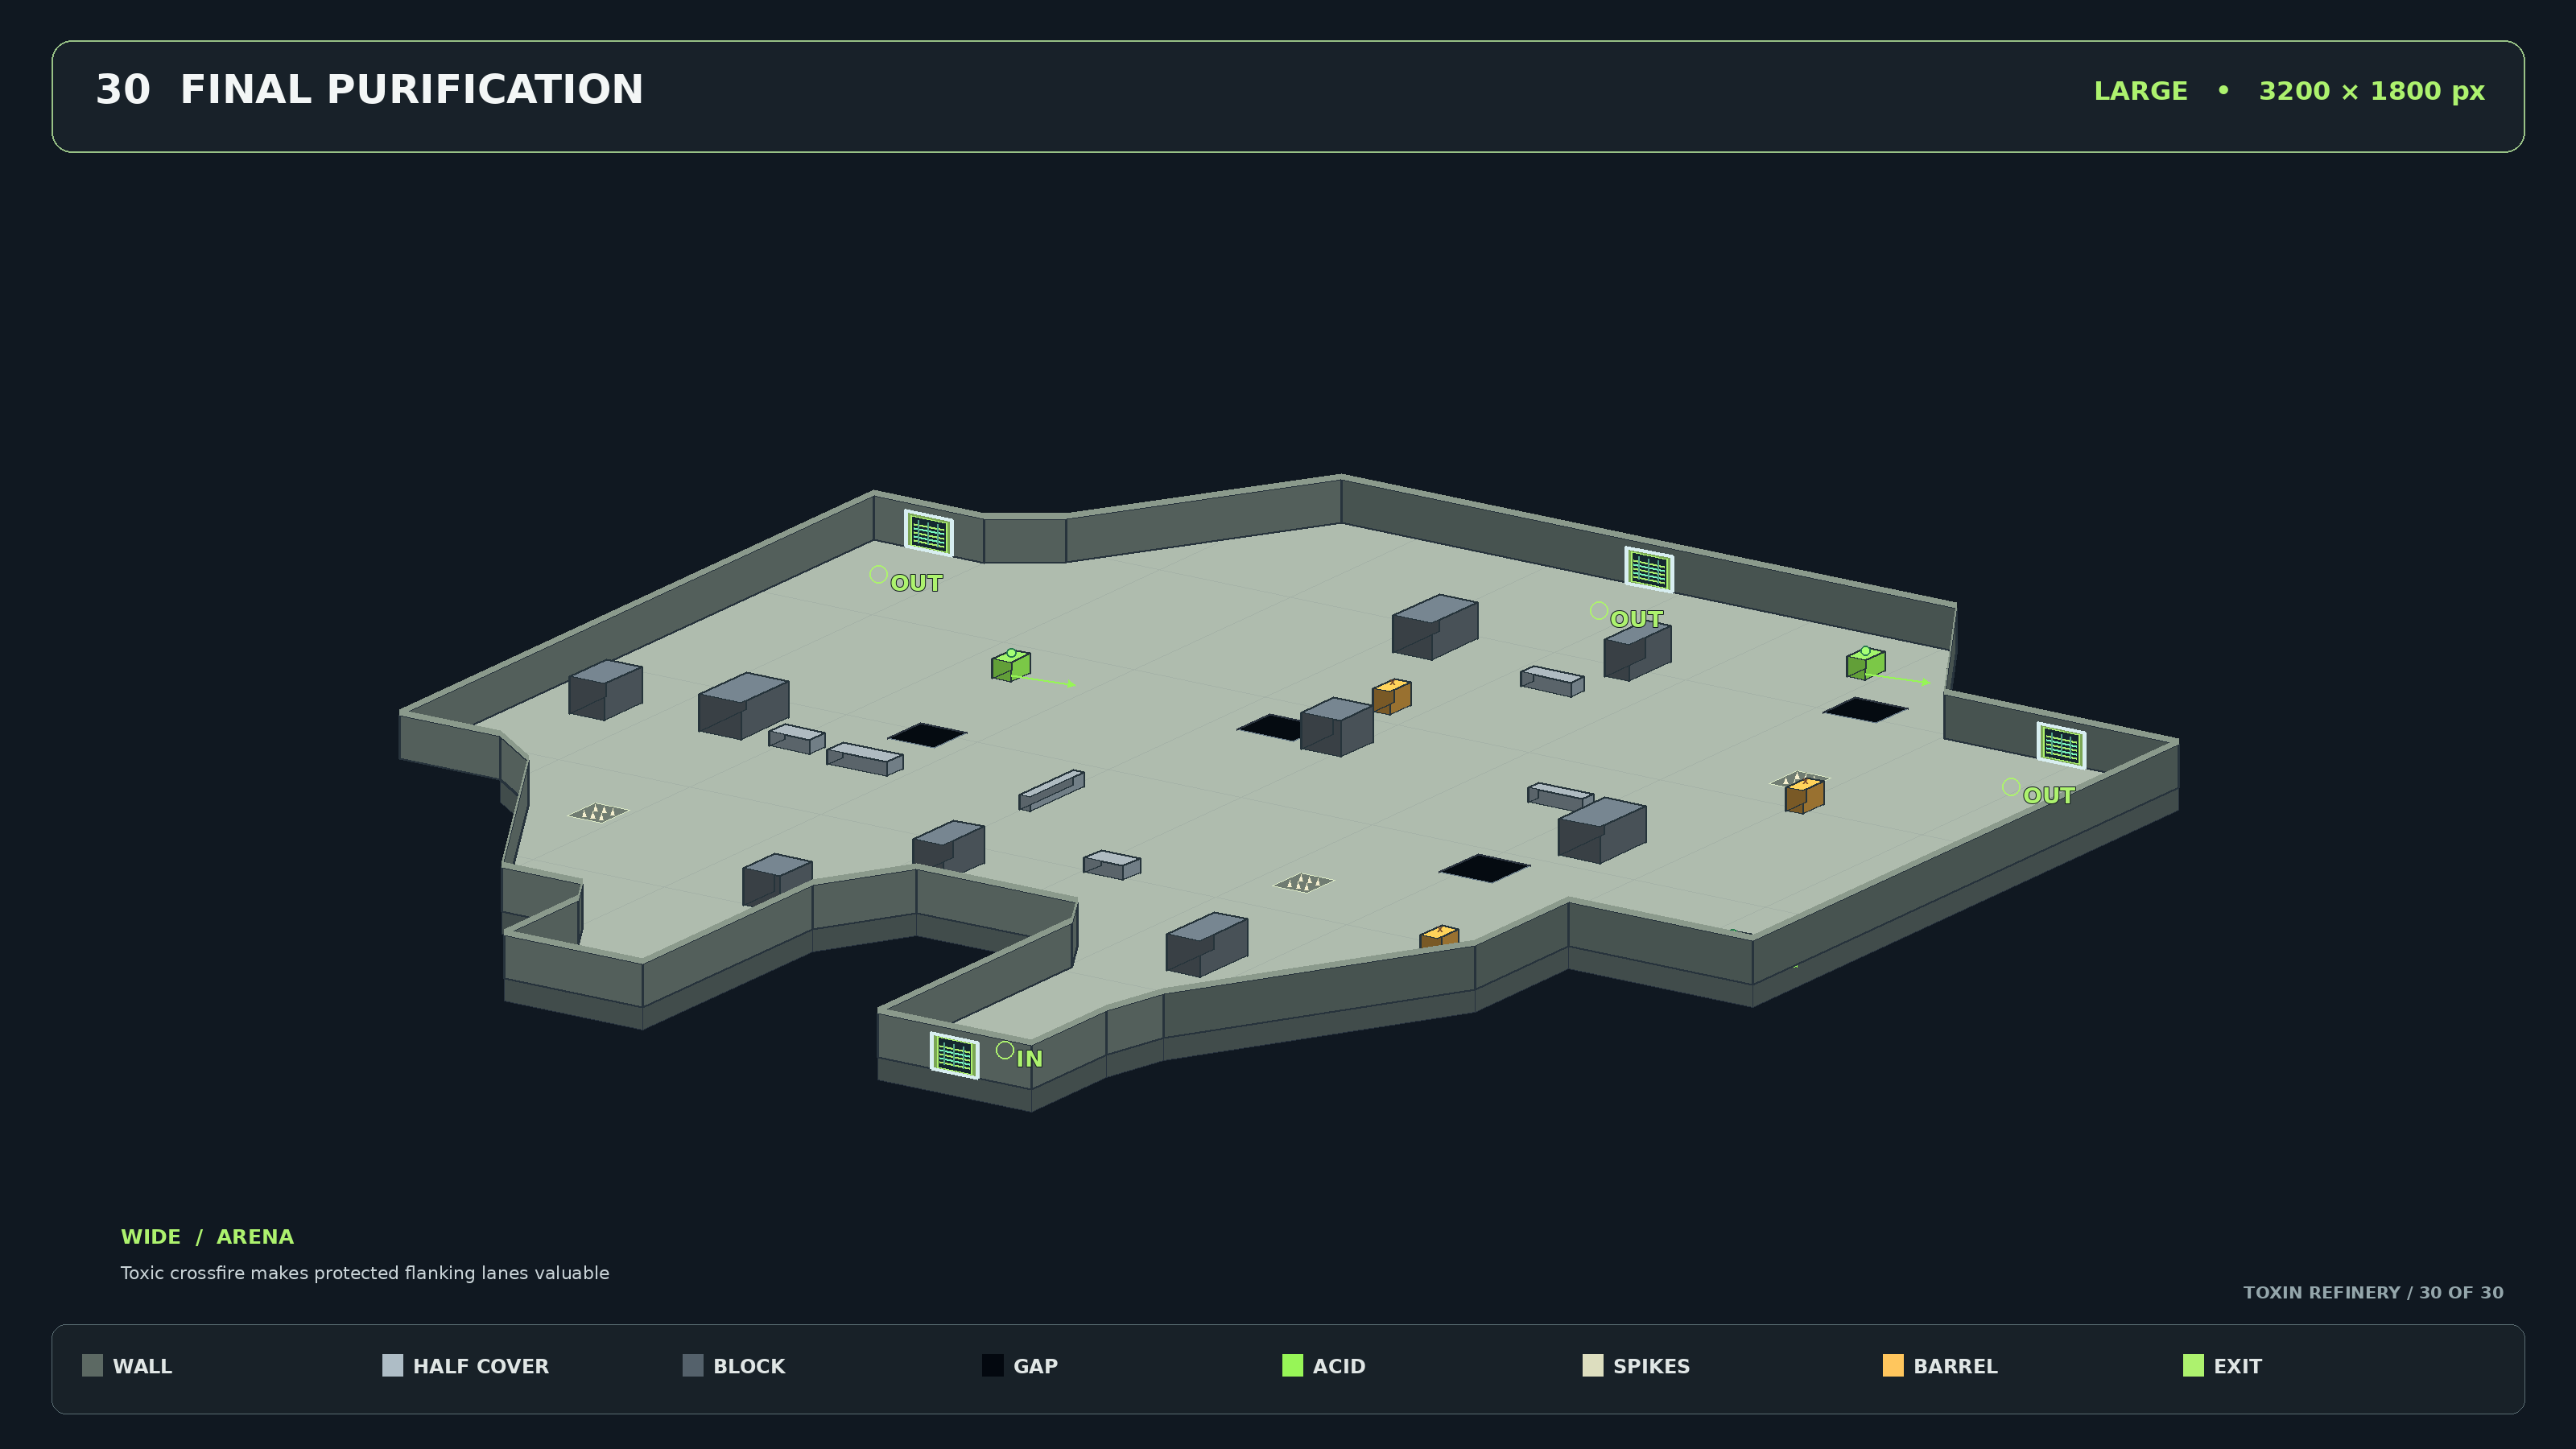 30 FINAL PURIFICATION
LARGE • 3200 × 1800 px
OUT
OUT
OUT
IN
WIDE / ARENA
Toxic crossfire makes protected flanking lanes valuable
TOXIN REFINERY / 30 OF 30
WALL
HALF COVER
BLOCK
GAP
ACID
SPIKES
BARREL
EXIT